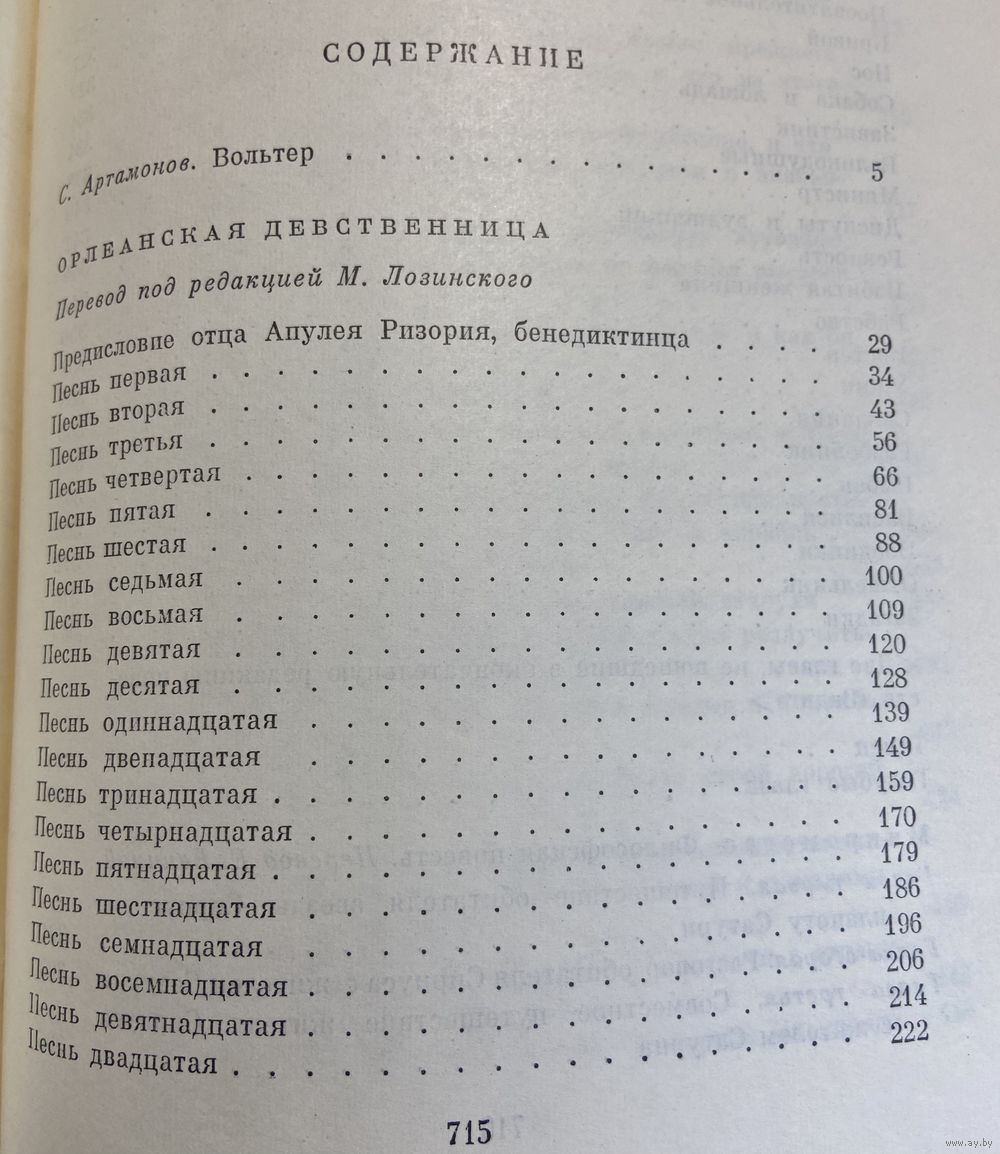 СОДЕРЖАНИЕ
С. Артамонов. Вольтер . . . . . . . . . . . . . . 5
ОРЛЕАНСКАЯ ДЕВСТВЕННИЦА
Перевод под редакцией М. Лозинского
Предисловие отца Апулея Ризория, бенедиктинца . . . . 29
Песнь первая . . . . . . . . . . . . . . . . . . 34
Песнь вторая . . . . . . . . . . . . . . . . . . 43
Песнь третья . . . . . . . . . . . . . . . . . . 56
Песнь четвертая . . . . . . . . . . . . . . . . . 66
Песнь пятая . . . . . . . . . . . . . . . . . . 81
Песнь шестая . . . . . . . . . . . . . . . . . . 88
Песнь седьмая . . . . . . . . . . . . . . . . . 100
Песнь восьмая . . . . . . . . . . . . . . . . . 109
Песнь девятая . . . . . . . . . . . . . . . . . 120
Песнь десятая . . . . . . . . . . . . . . . . . 128
Песнь одиннадцатая . . . . . . . . . . . . . . . 139
Песнь двенадцатая . . . . . . . . . . . . . . . 149
Песнь тринадцатая . . . . . . . . . . . . . . . . 159
Песнь четырнадцатая . . . . . . . . . . . . . . . 170
Песнь пятнадцатая . . . . . . . . . . . . . . . . 179
Песнь шестнадцатая . . . . . . . . . . . . . . . 186
Песнь семнадцатая . . . . . . . . . . . . . . . 196
Песнь восемнадцатая . . . . . . . . . . . . . . . 206
Песнь девятнадцатая . . . . . . . . . . . . . . . 214
Песнь двадцатая . . . . . . . . . . . . . . . . . 222
715
www.ay.by